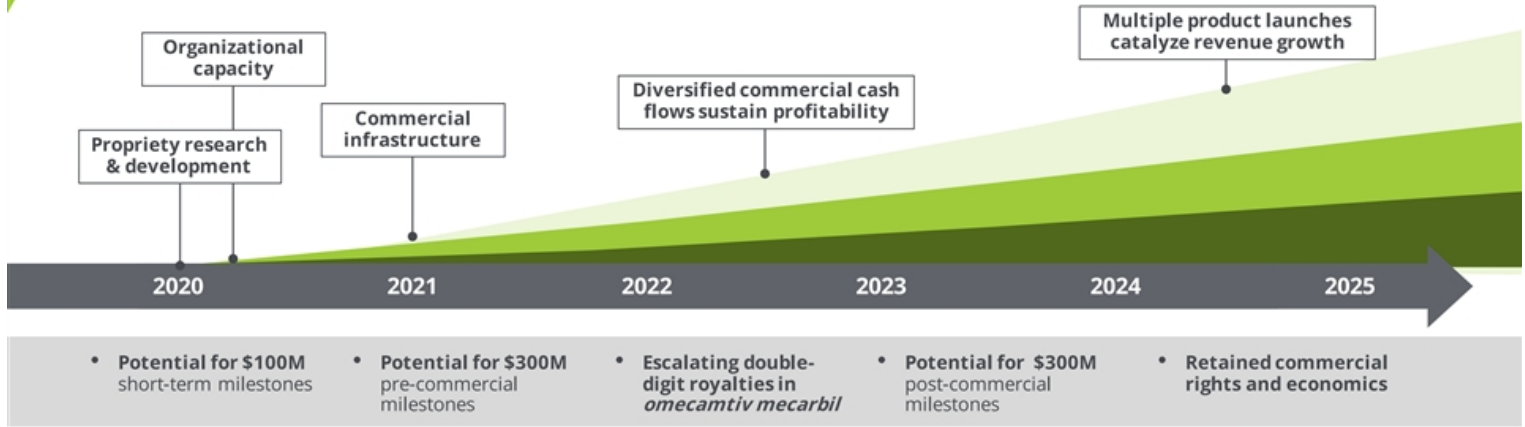 Organizational
capacity
Propriety research
& development
Commercial
infrastructure
Diversified commercial cash
flows sustain profitability
Multiple product launches
catalyze revenue growth
2020 2021 2022 2023 2024 2025
• Potential for $100M
short-term milestones
• Potential for $300M
pre-commercial
milestones
• Escalating double-
digit royalties in
omecamtiv mecarbil
• Potential for $300M
post-commercial
milestones
• Retained commercial
rights and economics